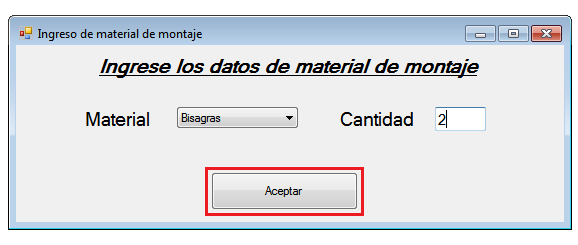 Ingreso de material de montaje
Ingrese los datos de material de montaje
Material Bisagras Cantidad 2
Aceptar